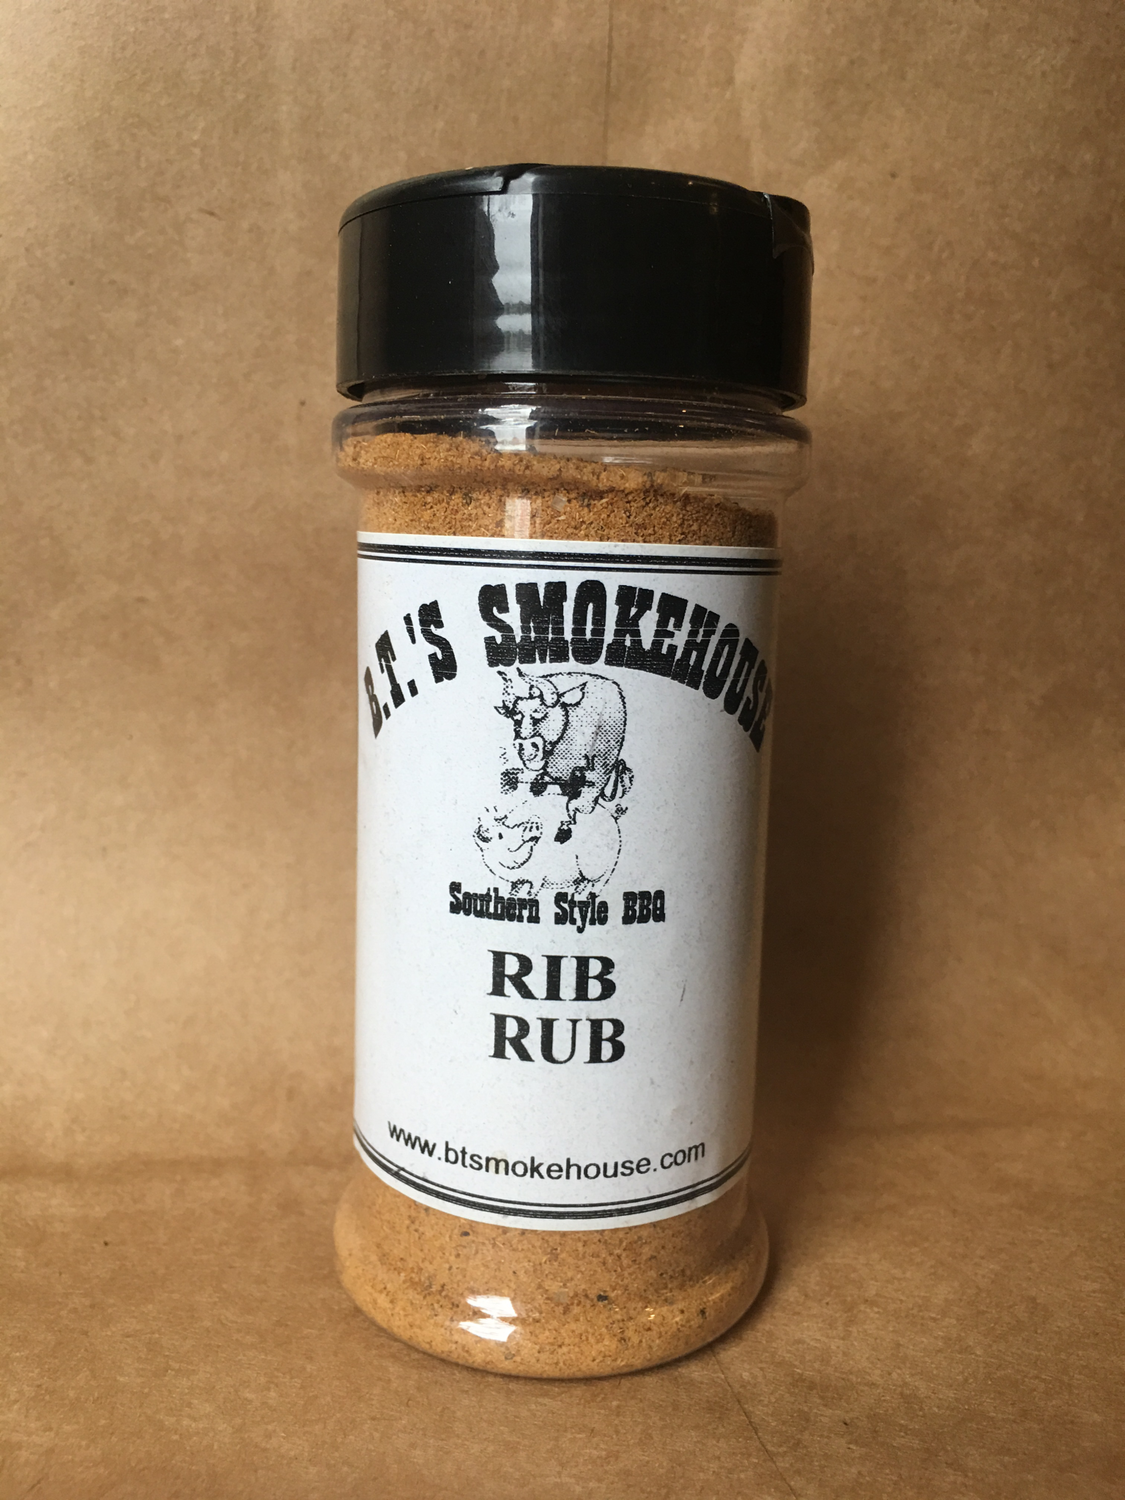 B.T.'S SMOKEHOUSE
Southern Style BBQ
RIB
RUB
www.btsmokehouse.com